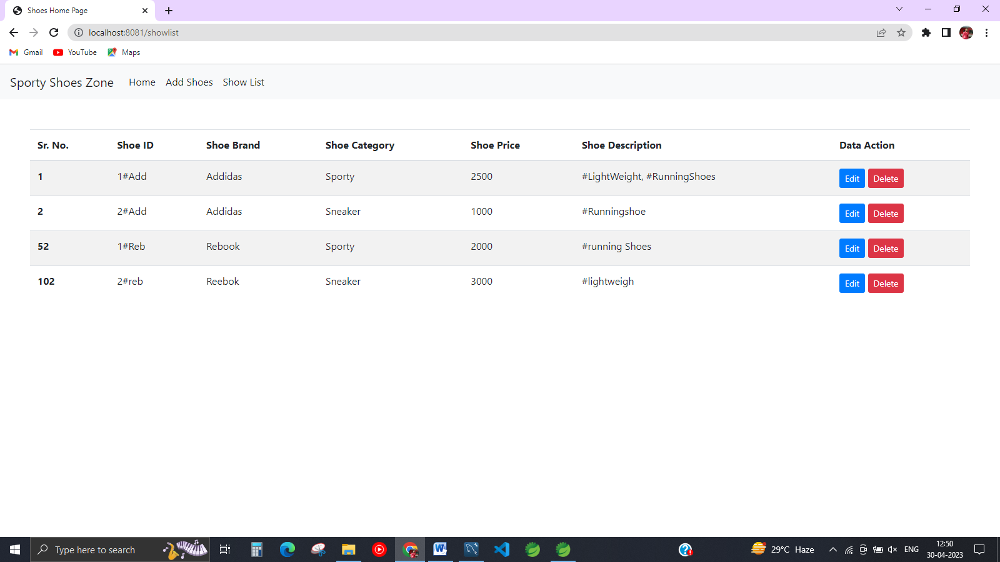 Shoes Home Page
localhost:8081/showlist
Gmail YouTube Maps
Sporty Shoes Zone Home Add Shoes Show List
Sr. No. Shoe ID Shoe Brand Shoe Category Shoe Price Shoe Description Data Action
1 1#Add Addidas Sporty 2500 #LightWeight, #RunningShoes Edit Delete
2 2#Add Addidas Sneaker 1000 #Runningshoe Edit Delete
52 1#Reb Rebook Sporty 2000 #running Shoes Edit Delete
102 2#reb Reebok Sneaker 3000 #lightweigh Edit Delete
Type here to search 29°C Haze ENG 12:50
30-04-2023